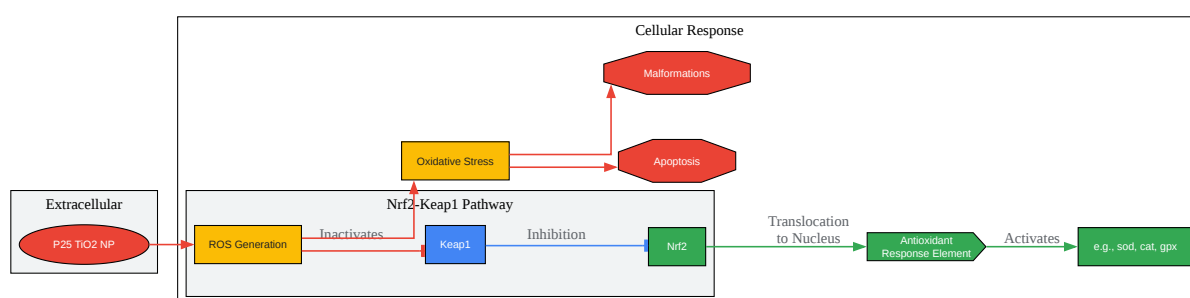 Cellular Response
Malformations
Oxidative Stress
Apoptosis
Extracellular
P25 TiO2 NP
Nrf2-Keap1 Pathway
ROS Generation
Inactivates
Keap1
Inhibition
Nrf2
Translocation
to Nucleus
Antioxidant
Response Element
Activates
e.g., sod, cat, gpx